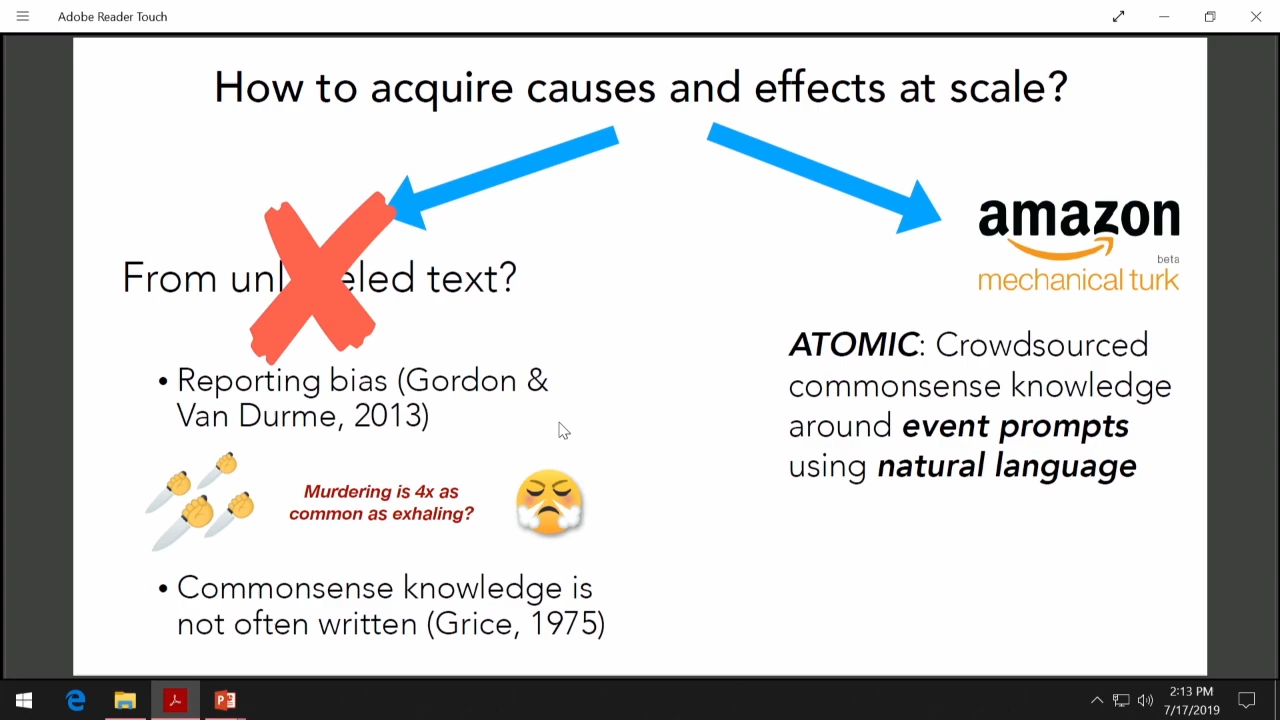 Adobe Reader Touch
How to acquire causes and effects at scale?
From unl eled text?
• Reporting bias (Gordon &
Van Durme, 2013)
Murdering is 4x as
common as exhaling?
• Commonsense knowledge is
not often written (Grice, 1975)
amazon
beta
mechanical turk
ATOMIC: Crowdsourced
commonsense knowledge
around event prompts
using natural language
2:13 PM
7/17/2019